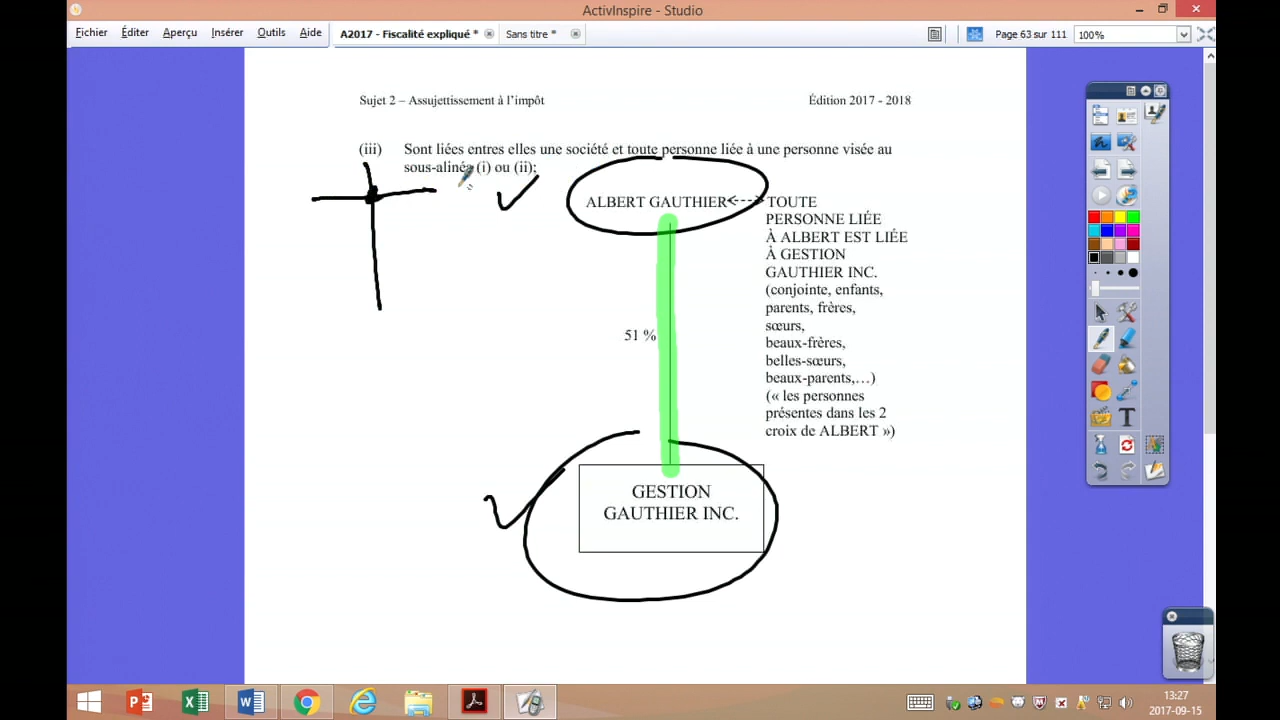 ActivInspire - Studio
Fichier Éditer Aperçu Insérer Outils Aide
A2017 - Fiscalité expliqué *
Sans titre *
Page 63 sur 111
100%
Sujet 2 – Assujettissement à l'impôt
Édition 2017 - 2018
(iii) Sont liées entres elles une société et toute personne liée à une personne visée au
sous-alinéa (i) ou (ii);
ALBERT GAUTHIER
TOUTE
PERSONNE LIÉE
À ALBERT EST LIÉE
À GESTION
GAUTHIER INC.
(conjointe, enfants,
parents, frères,
sœurs,
beaux-frères,
belles-sœurs,
beaux-parents,…)
(« les personnes
présentes dans les 2
croix de ALBERT »)
51 %
GESTION
GAUTHIER INC.
13:27
2017-09-15